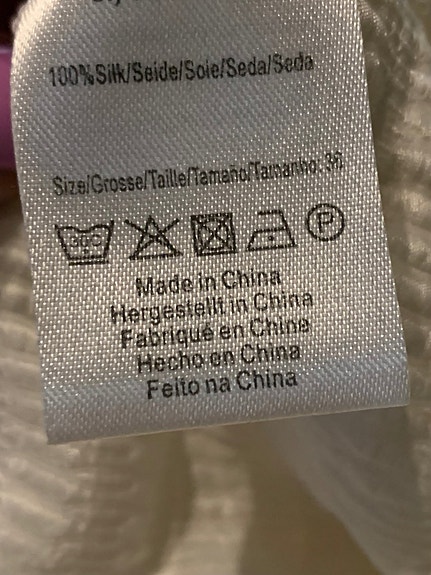 100%Silk/Seide/Soie/Seda/Seda
Size/Grosse/Taille/Tamaño/Tamanho: 36
30C P
Made in China
Hergestellt in China
Fabriqué en Chine
Hecho en China
Feito na China